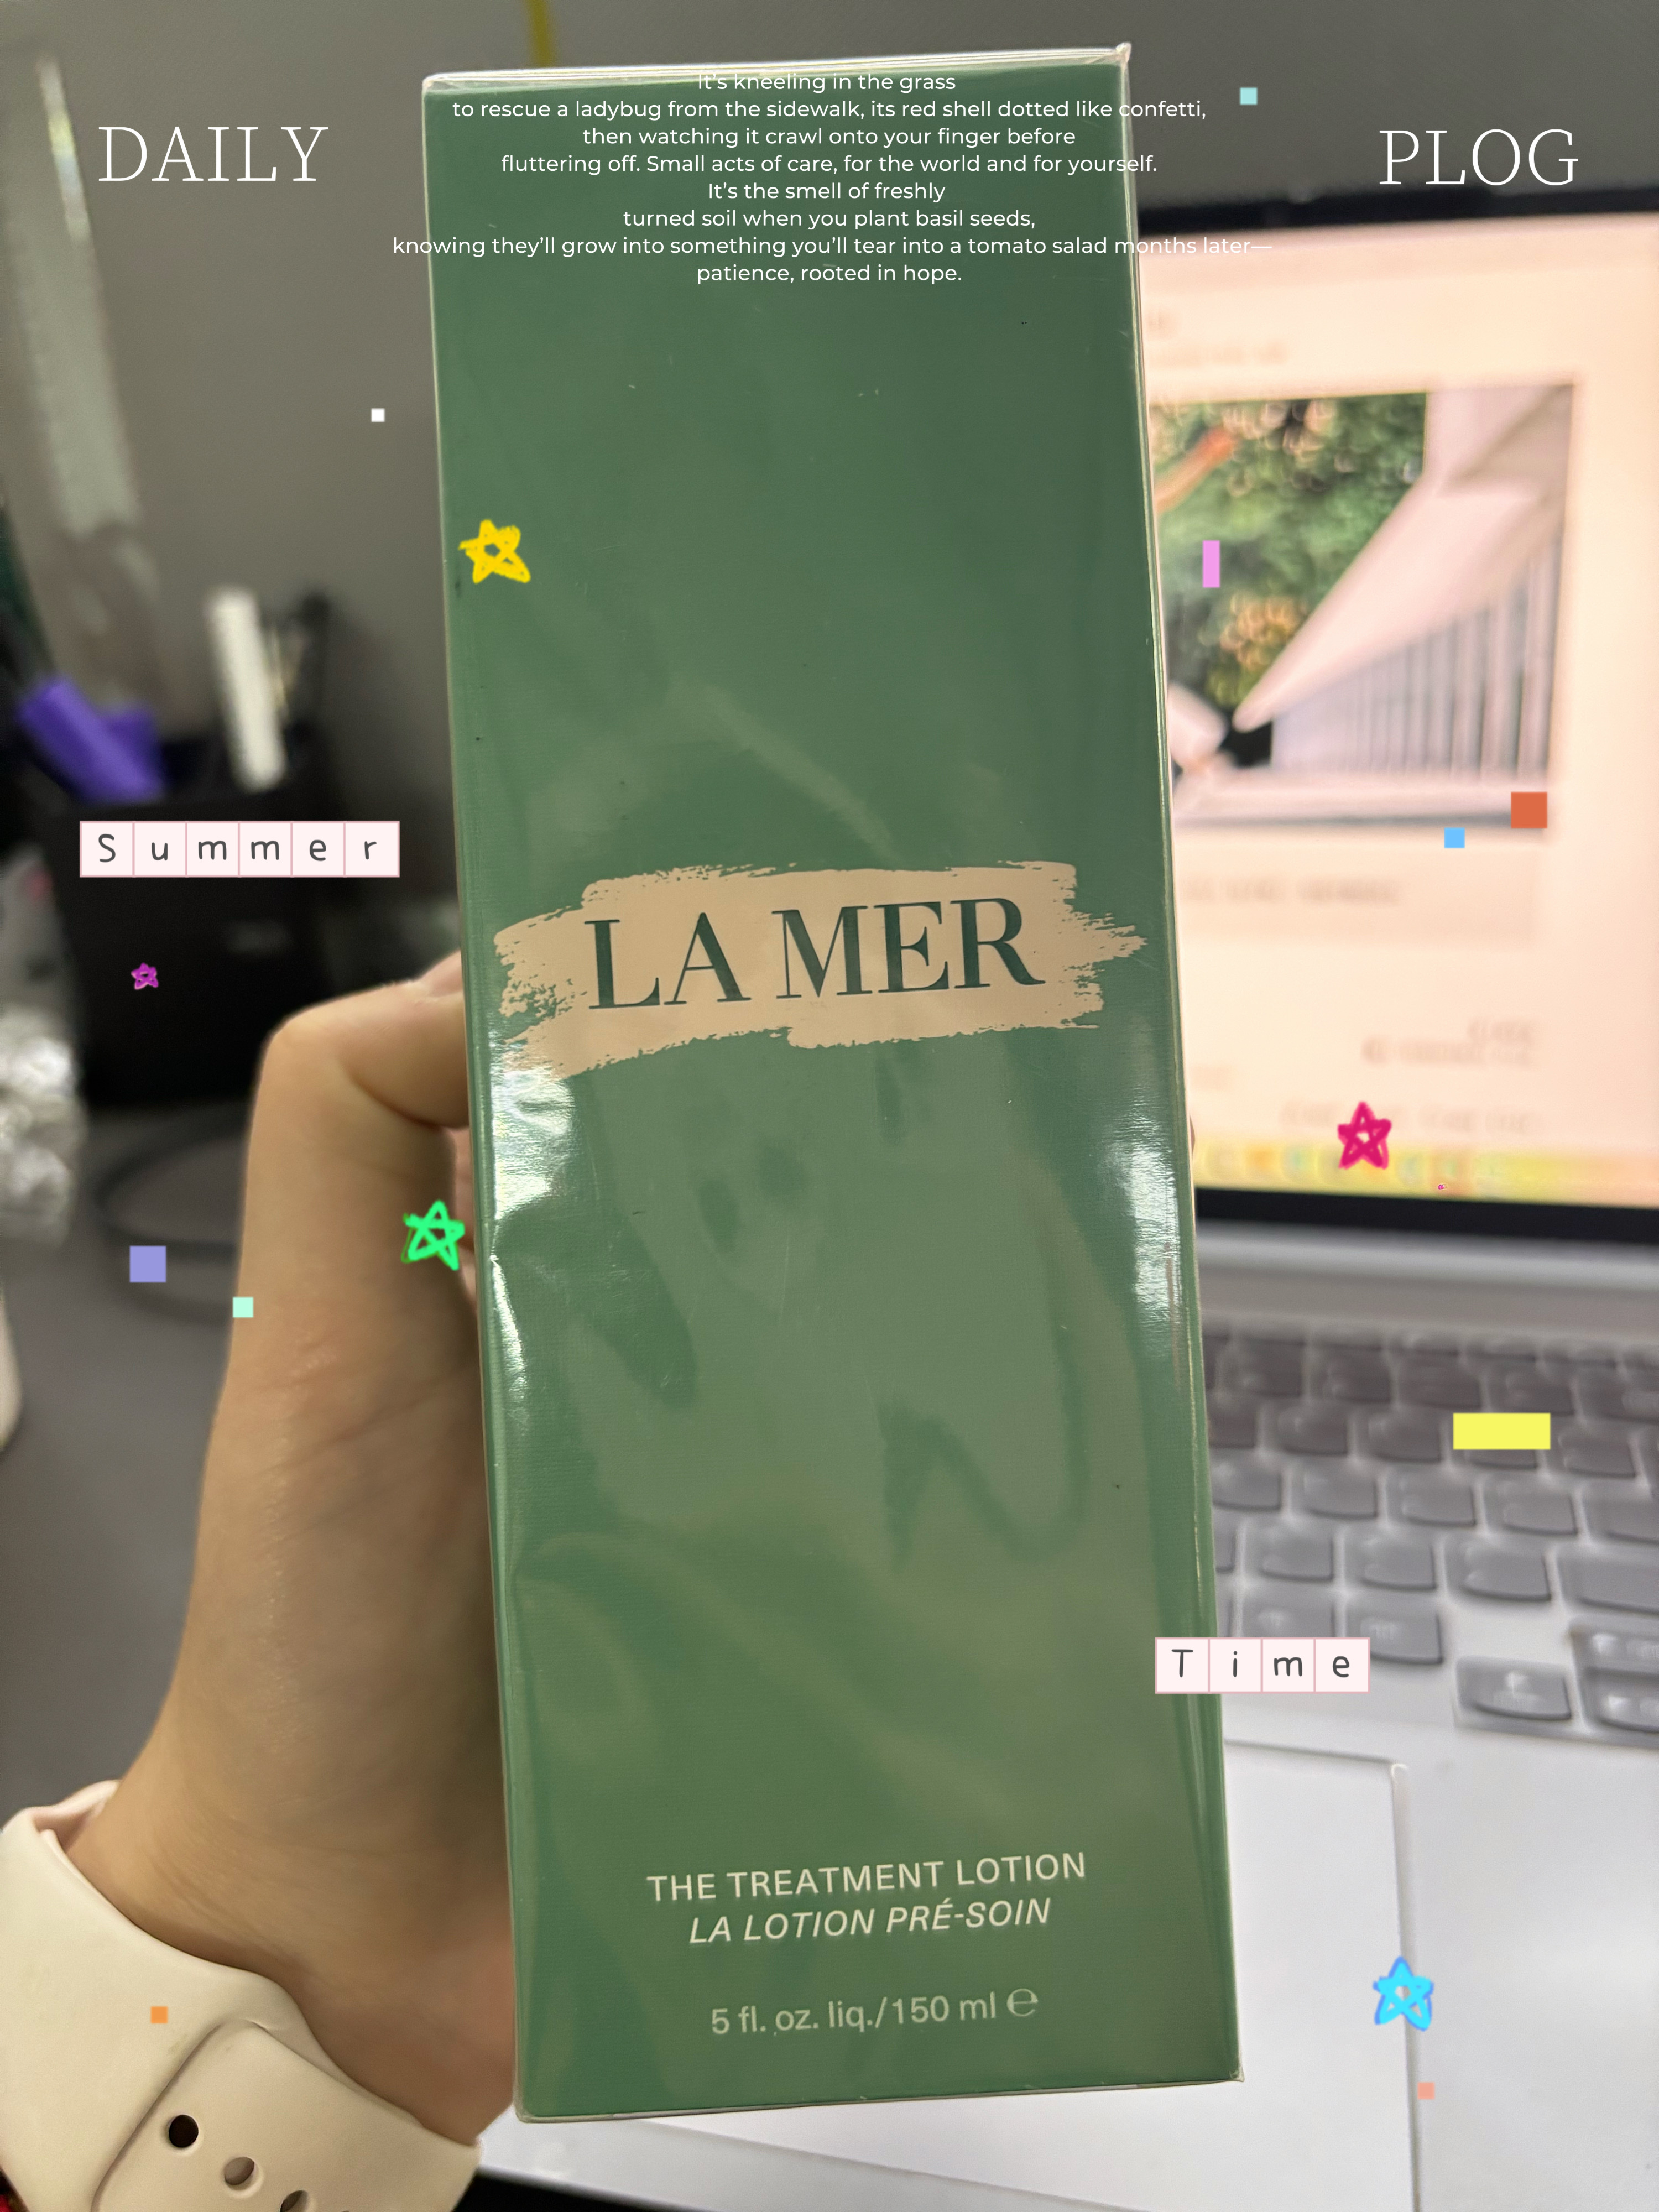 It's kneeling in the grass
to rescue a ladybug from the sidewalk, its red shell dotted like confetti,
then watching it crawl onto your finger before
fluttering off. Small acts of care, for the world and for yourself.
It's the smell of freshly
turned soil when you plant basil seeds,
knowing they'll grow into something you'll tear into a tomato salad months later—
patience, rooted in hope.
DAILY
PLOG
Summer
LA MER
Time
THE TREATMENT LOTION
LA LOTION PRÉ-SOIN
5 fl. oz. liq./150 ml ℮